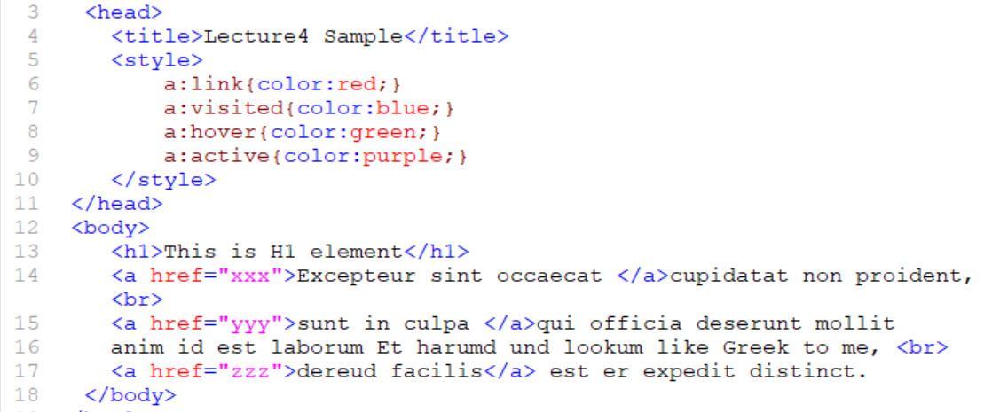 3 <head>
4 <title>Lecture4 Sample</title>
5 <style>
6 a:link{color:red;}
7 a:visited{color:blue;}
8 a:hover{color:green;}
9 a:active{color:purple;}
10 </style>
11 </head>
12 <body>
13 <h1>This is H1 element</h1>
14 <a href="xxx">Excepteur sint occaecat </a>cupidatat non proident,
<br>
15 <a href="yyy">sunt in culpa </a>qui officia deserunt mollit
16 anim id est laborum Et harumd und lookum like Greek to me, <br>
17 <a href="zzz">dereud facilis</a> est er expedit distinct.
18 </body>